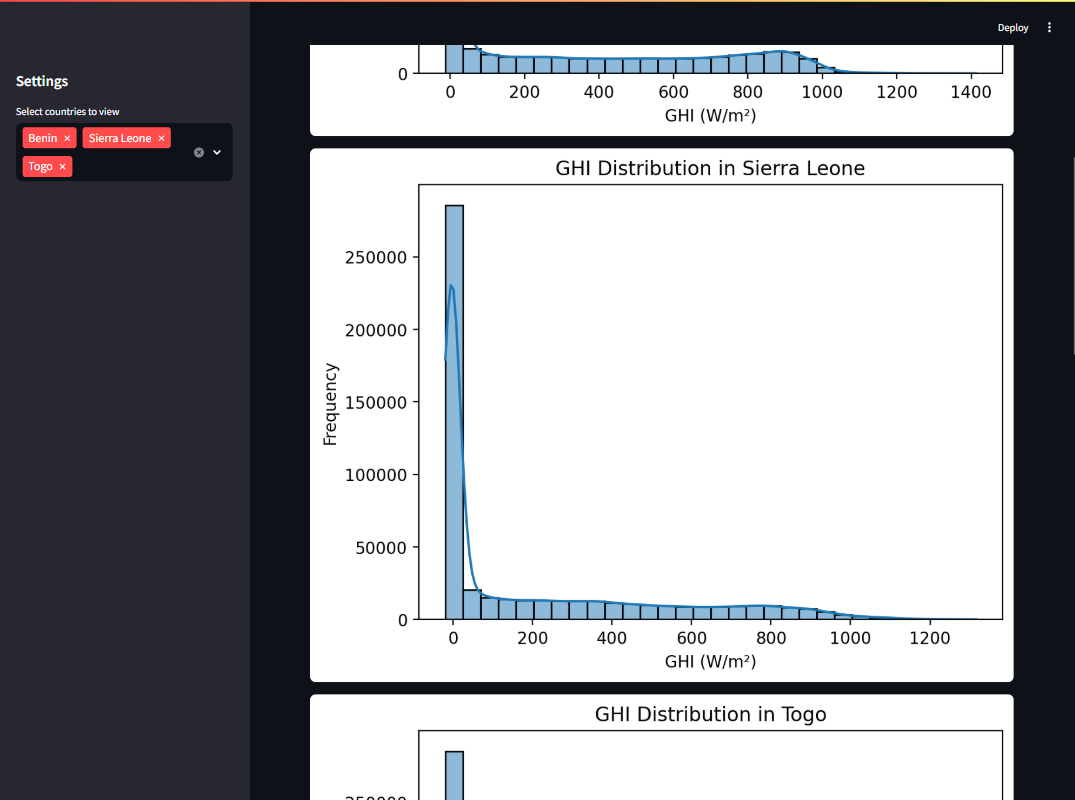 Deploy
Settings
Select countries to view
Benin ×
Sierra Leone ×
Togo ×
0
0 200 400 600 800 1000 1200 1400
GHI (W/m²)
GHI Distribution in Sierra Leone
250000
200000
150000
100000
50000
0
Frequency
0 200 400 600 800 1000 1200
GHI (W/m²)
GHI Distribution in Togo
250000